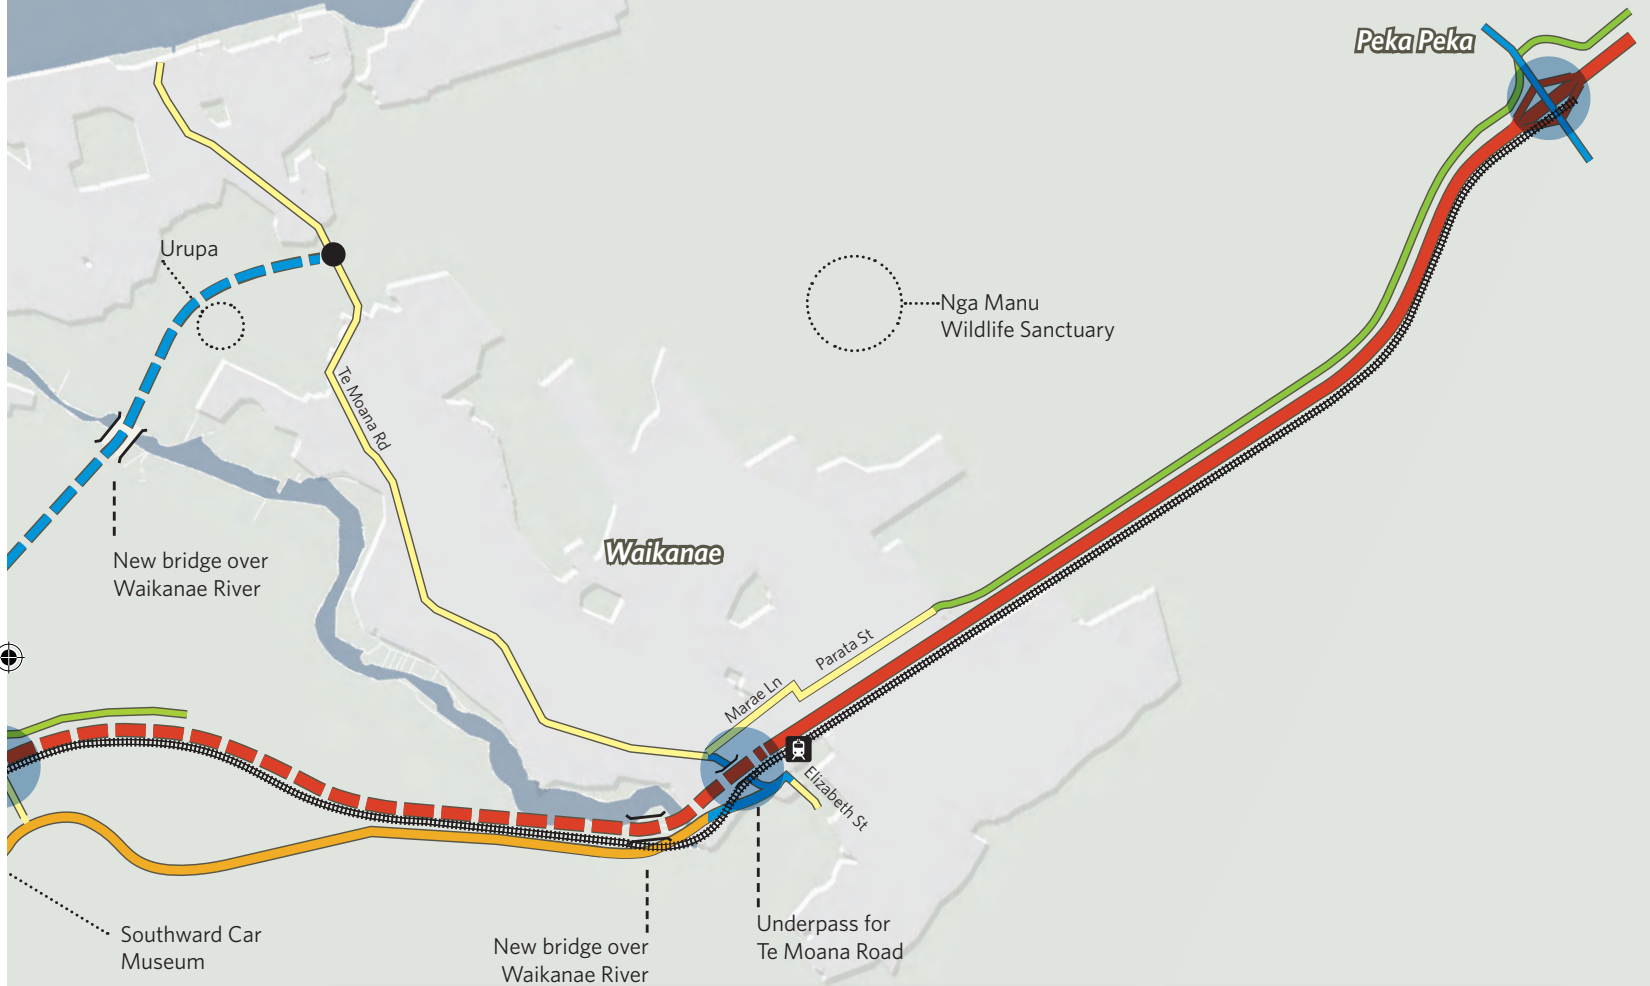 Peka Peka
Urupa
Nga Manu
Wildlife Sanctuary
Te Moana Rd
New bridge over
Waikanae River
Waikanae
Parata St
Marae Ln
Elizabeth St
Southward Car
Museum
New bridge over
Waikanae River
Underpass for
Te Moana Road